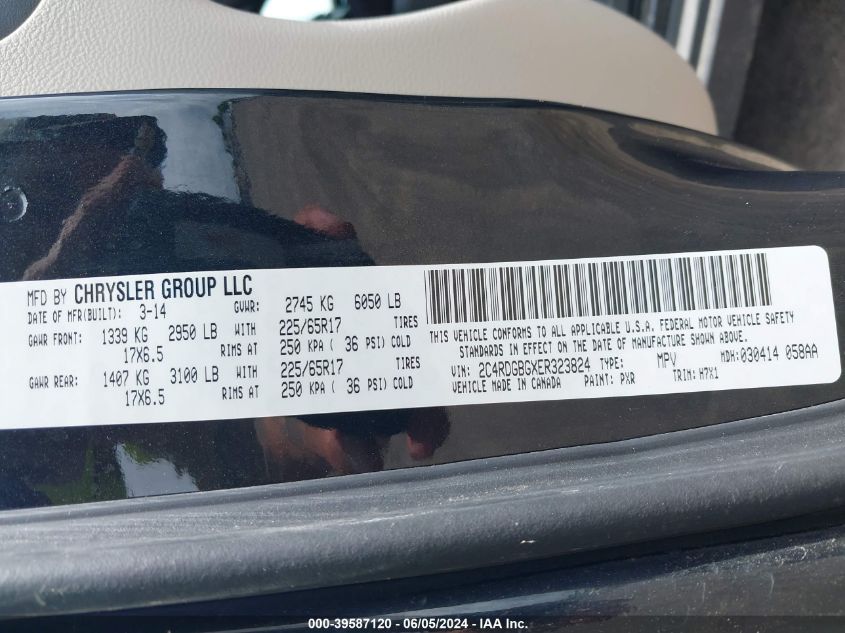 MFD BY CHRYSLER GROUP LLC
DATE OF MFR(BUILT): 3-14 GVWR: 2745 KG 6050 LB
GAWR FRONT: 1339 KG 2950 LB WITH 225/65R17 TIRES
17X6.5 RIMS AT 250 KPA ( 36 PSI) COLD
GAWR REAR: 1407 KG 3100 LB WITH 225/65R17 TIRES
17X6.5 RIMS AT 250 KPA ( 36 PSI) COLD
THIS VEHICLE CONFORMS TO ALL APPLICABLE U.S.A. FEDERAL MOTOR VEHICLE SAFETY
STANDARDS IN EFFECT ON THE DATE OF MANUFACTURE SHOWN ABOVE.
VIN: 2C4RDGBGXER323824 TYPE: MPV MDH: 030414 058AA
VEHICLE MADE IN CANADA PAINT: PXR TRIM: H7X1
000-39587120 - 06/05/2024 - IAA Inc.